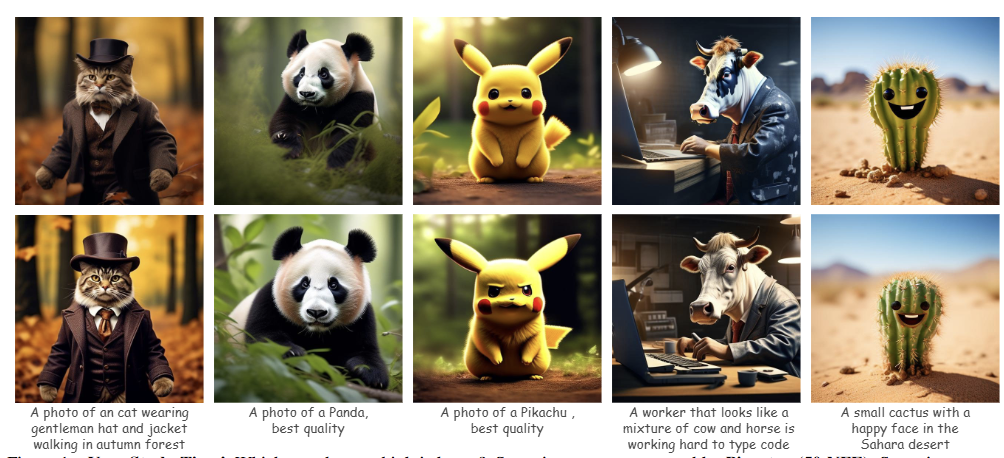 A photo of an cat wearing
gentleman hat and jacket
walking in autumn forest
A photo of a Panda,
best quality
A photo of a Pikachu ,
best quality
A worker that looks like a
mixture of cow and horse is
working hard to type code
A small cactus with a
happy face in the
Sahara desert